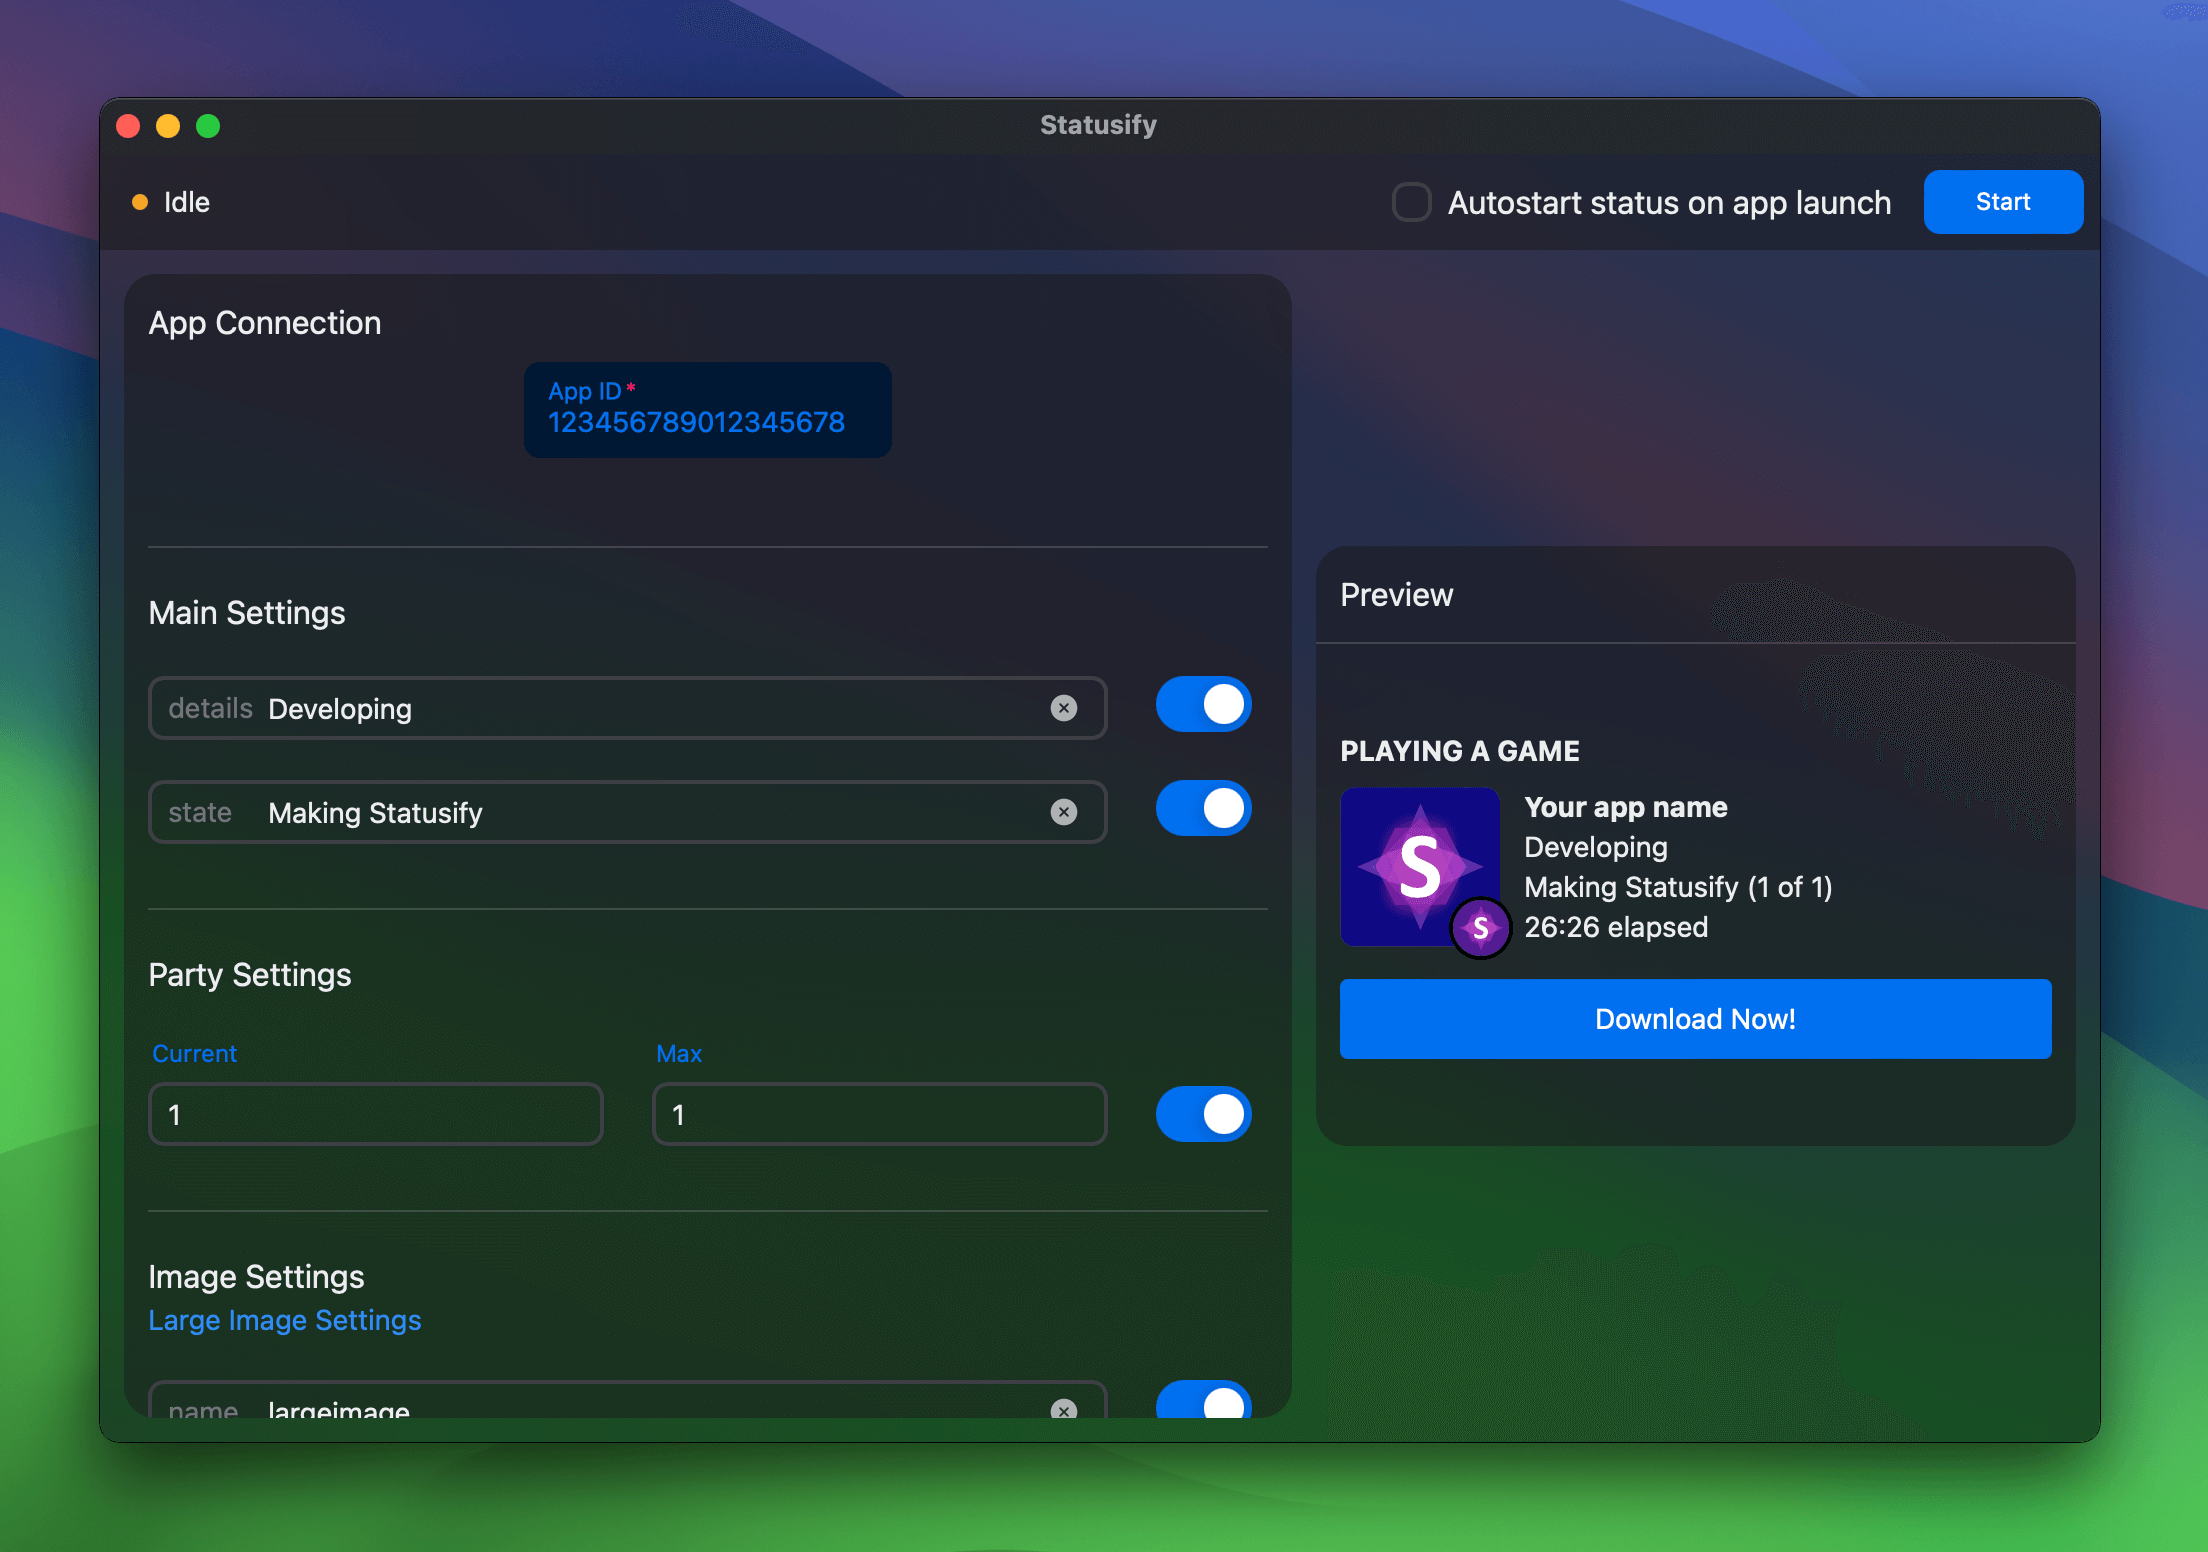 Statusify
Idle
Autostart status on app launch
Start
App Connection
App ID*
123456789012345678
Main Settings
details Developing
state Making Statusify
Party Settings
Current Max
1 1
Image Settings
Large Image Settings
name largeimage
Preview
PLAYING A GAME
S
S
Your app name
Developing
Making Statusify (1 of 1)
26:26 elapsed
Download Now!